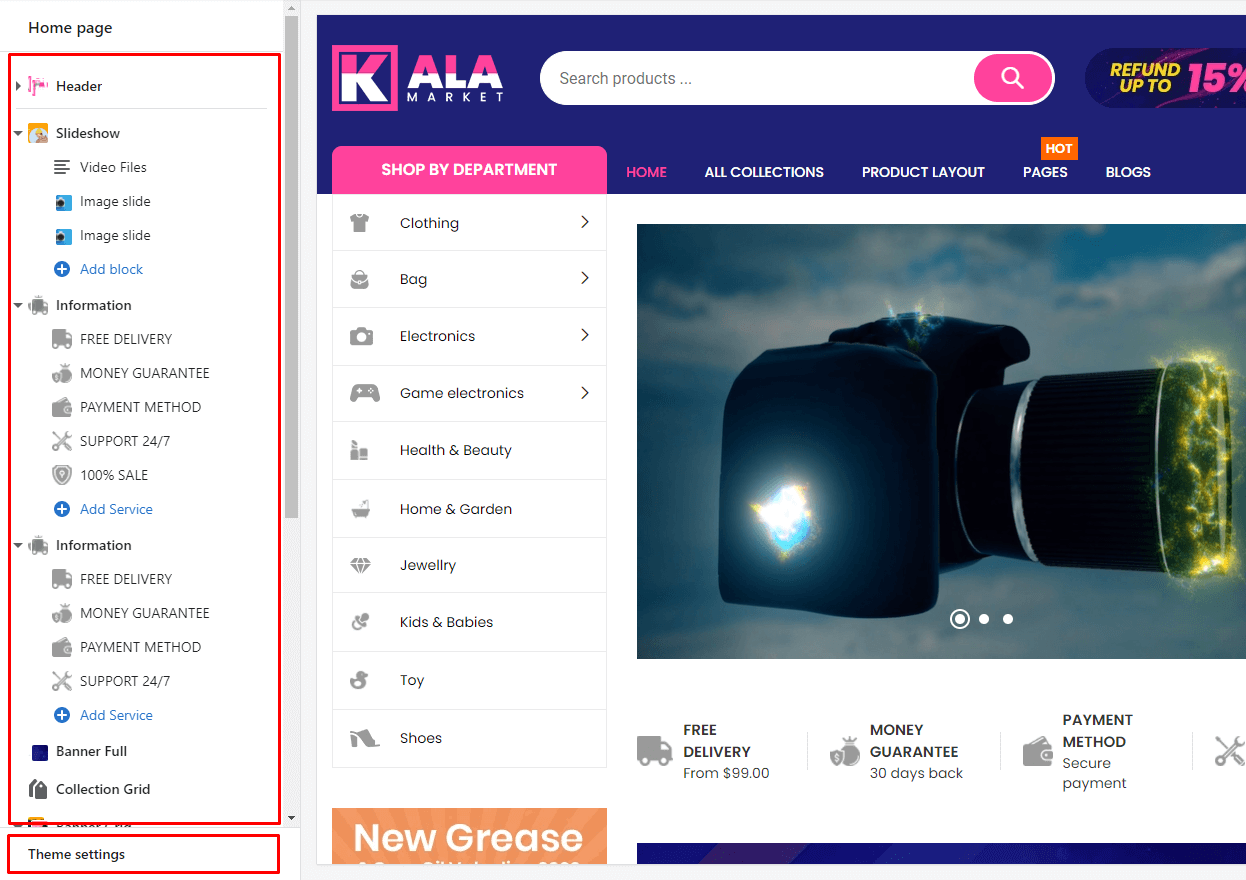 Home page
Header
Slideshow
Video Files
Image slide
Image slide
Add block
Information
FREE DELIVERY
MONEY GUARANTEE
PAYMENT METHOD
SUPPORT 24/7
100% SALE
Add Service
Information
FREE DELIVERY
MONEY GUARANTEE
PAYMENT METHOD
SUPPORT 24/7
Add Service
Banner Full
Collection Grid
Banner Grid
Theme settings
K ALA
MARKET
Search products ...
REFUND
UP TO
15%
SHOP BY DEPARTMENT
HOME
ALL COLLECTIONS
PRODUCT LAYOUT
HOT
PAGES
BLOGS
Clothing
Bag
Electronics
Game electronics
Health & Beauty
Home & Garden
Jewellry
Kids & Babies
Toy
Shoes
FREE
DELIVERY
From $99.00
MONEY
GUARANTEE
30 days back
PAYMENT
METHOD
Secure
payment
New Grease